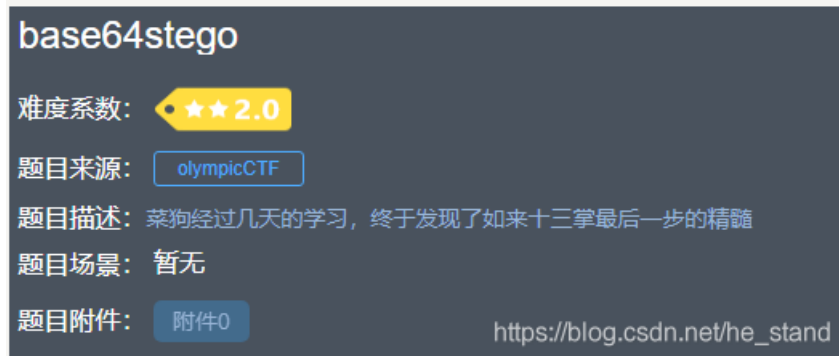 base64stego
难度系数： ★★2.0
题目来源： olympicCTF
题目描述： 菜狗经过几天的学习，终于发现了如来十三掌最后一步的精髓
题目场景： 暂无
题目附件： 附件0
https://blog.csdn.net/he_stand